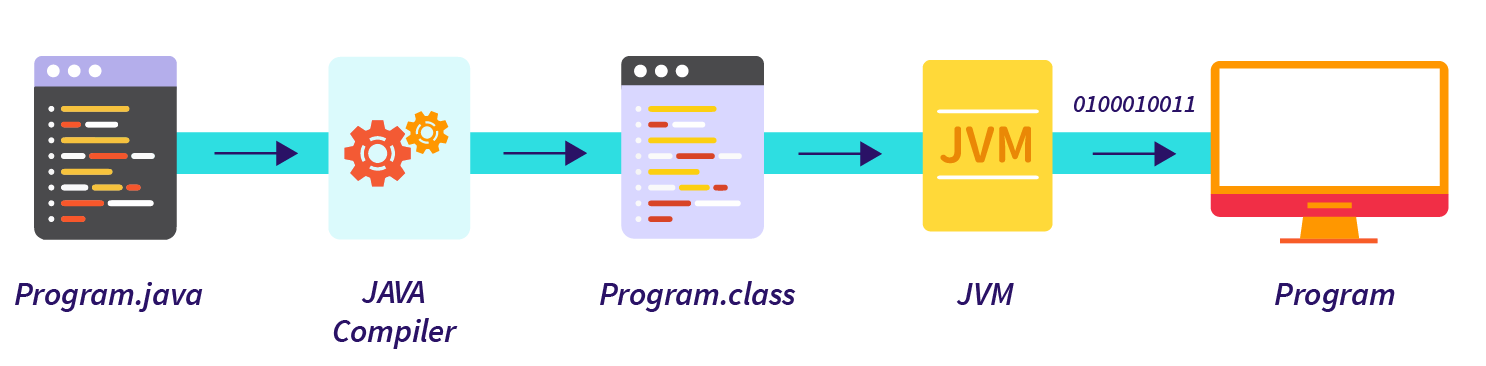 0100010011
JVM
Program.java
JAVA
Compiler
Program.class
JVM
Program